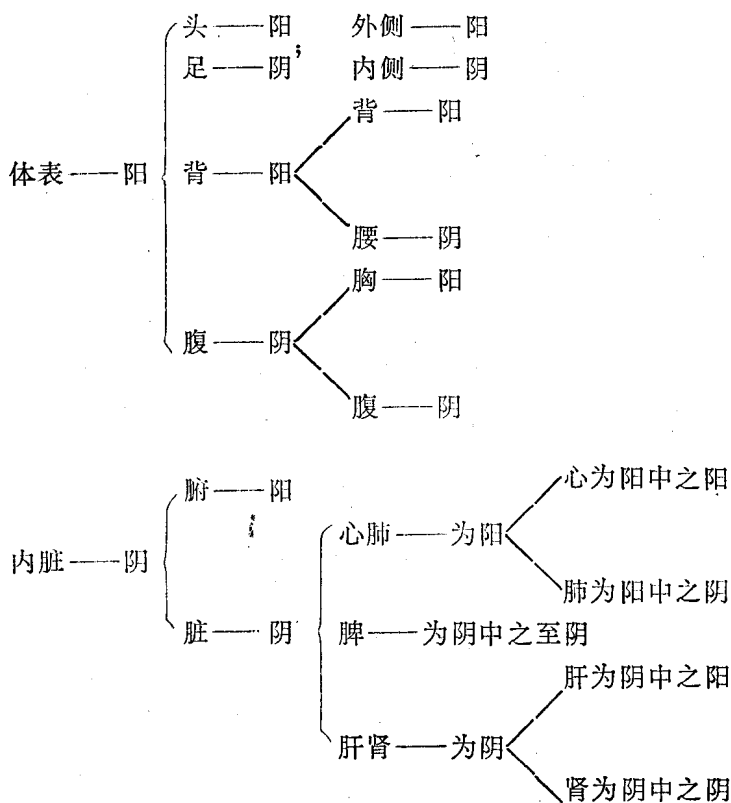 头——阳 外侧——阳
足——阴； 内侧——阴
背——阳
体表——阳 背——阳
腰——阴
胸——阳
腹——阴
腹——阴
腑——阳
心为阳中之阳
心肺——为阳
内脏——阴
肺为阳中之阴
脏——阴 脾——为阴中之至阴
肝为阴中之阳
肝肾——为阴
肾为阴中之阴